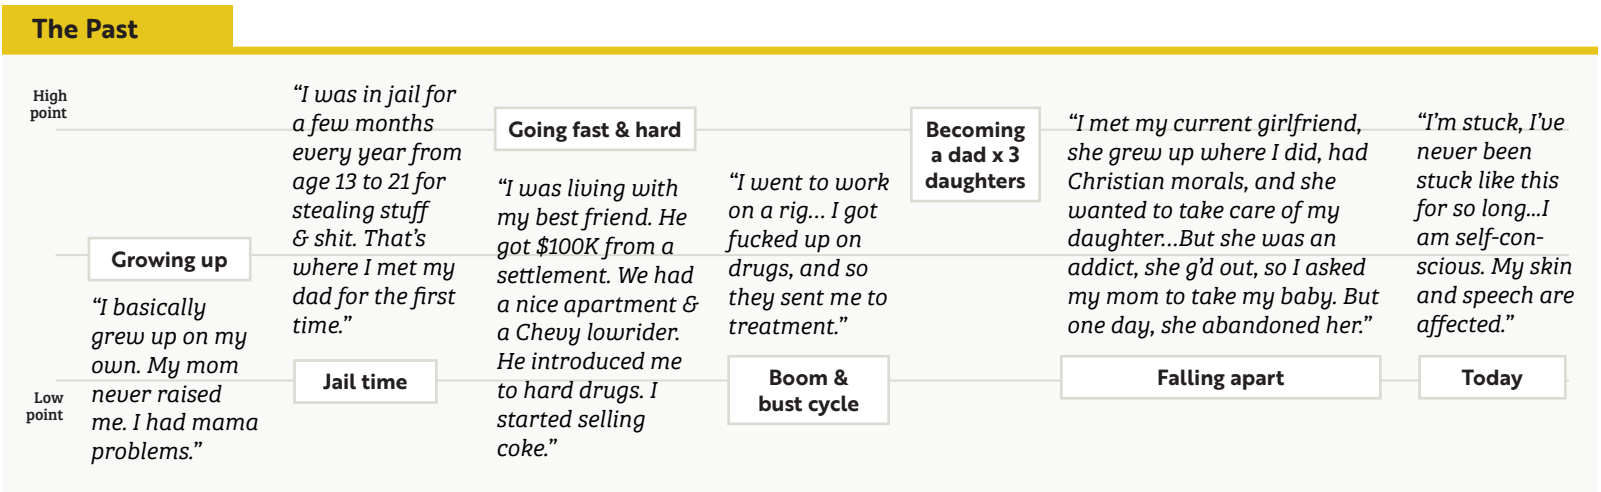 The Past
High
point
Low
point
Growing up
“I basically
grew up on my
own. My mom
never raised
me. I had mama
problems.”
“I was in jail for
a few months
every year from
age 13 to 21 for
stealing stuff
& shit. That’s
where I met my
dad for the first
time.”
Jail time
Going fast & hard
“I was living with
my best friend. He
got $100K from a
settlement. We had
a nice apartment &
a Chevy lowrider.
He introduced me
to hard drugs. I
started selling
coke.”
“I went to work
on a rig... I got
fucked up on
drugs, and so
they sent me to
treatment.”
Boom &
bust cycle
Becoming
a dad x 3
daughters
“I met my current girlfriend,
she grew up where I did, had
Christian morals, and she
wanted to take care of my
daughter...But she was an
addict, she g’d out, so I asked
my mom to take my baby. But
one day, she abandoned her.”
Falling apart
“I’m stuck, I’ve
never been
stuck like this
for so long...I
am self-con-
scious. My skin
and speech are
affected.”
Today